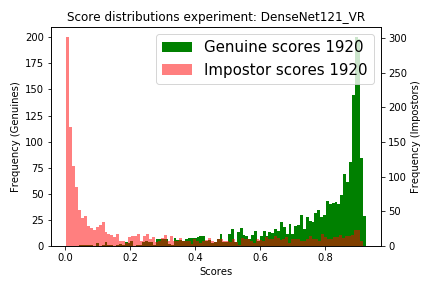 Score distributions experiment: DenseNet121_VR
Genuine scores 1920
Impostor scores 1920
Frequency (Genuines)
200
175
150
125
100
75
50
25
0
Frequency (Impostors)
300
250
200
150
100
50
0
0.0 0.2 0.4 0.6 0.8
Scores